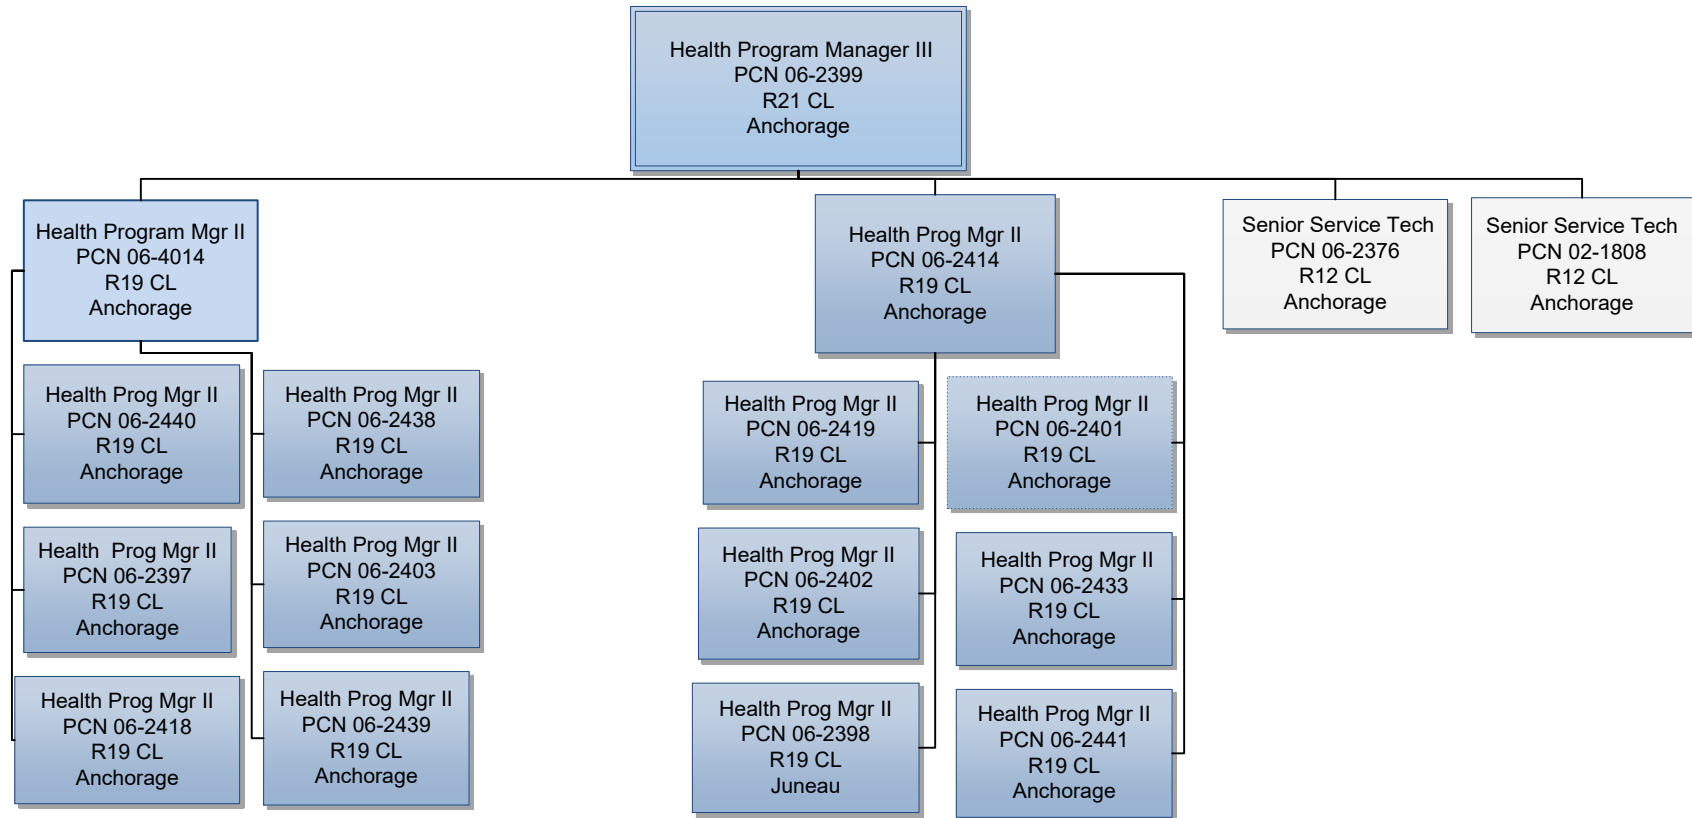 Health Program Manager III
PCN 06-2399
R21 CL
Anchorage
Health Program Mgr II
PCN 06-4014
R19 CL
Anchorage
Health Prog Mgr II
PCN 06-2414
R19 CL
Anchorage
Senior Service Tech
PCN 06-2376
R12 CL
Anchorage
Senior Service Tech
PCN 02-1808
R12 CL
Anchorage
Health Prog Mgr II
PCN 06-2440
R19 CL
Anchorage
Health Prog Mgr II
PCN 06-2438
R19 CL
Anchorage
Health Prog Mgr II
PCN 06-2419
R19 CL
Anchorage
Health Prog Mgr II
PCN 06-2401
R19 CL
Anchorage
Health  Prog Mgr II
PCN 06-2397
R19 CL
Anchorage
Health Prog Mgr II
PCN 06-2403
R19 CL
Anchorage
Health Prog Mgr II
PCN 06-2402
R19 CL
Anchorage
Health Prog Mgr II
PCN 06-2433
R19 CL
Anchorage
Health Prog Mgr II
PCN 06-2418
R19 CL
Anchorage
Health Prog Mgr II
PCN 06-2439
R19 CL
Anchorage
Health Prog Mgr II
PCN 06-2398
R19 CL
Juneau
Health Prog Mgr II
PCN 06-2441
R19 CL
Anchorage